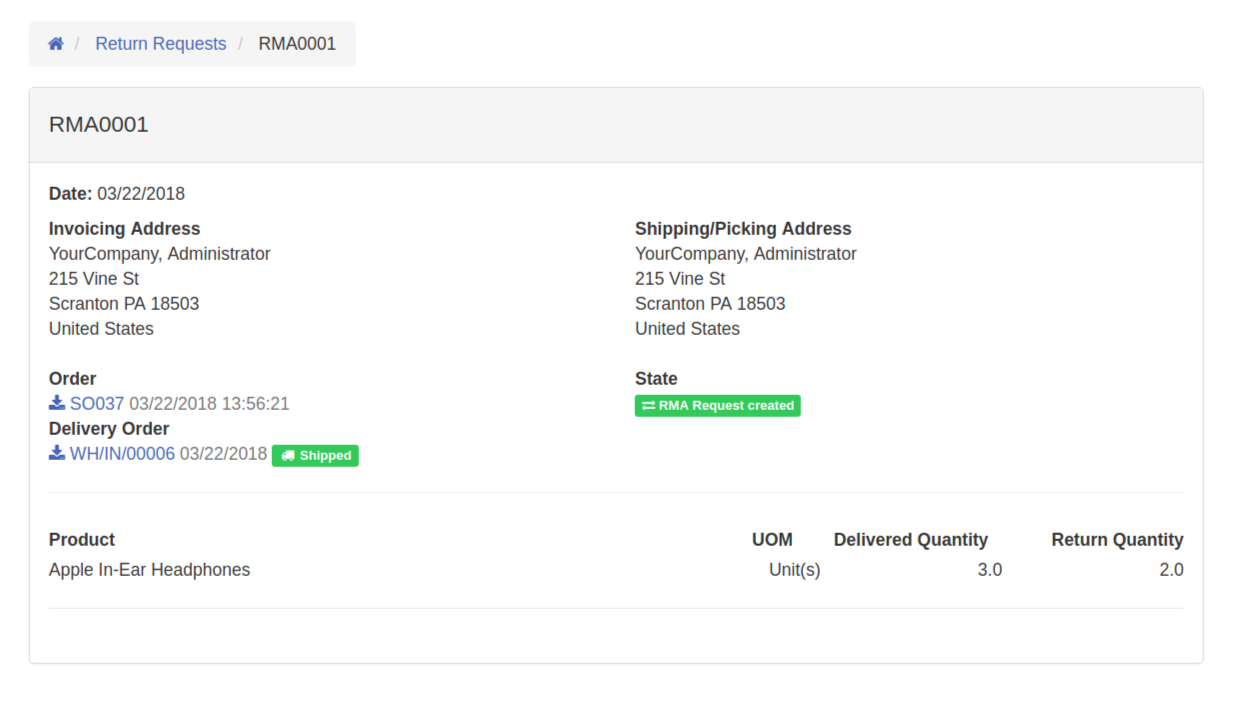 / Return Requests / RMA0001
RMA0001
Date: 03/22/2018
Invoicing Address
YourCompany, Administrator
215 Vine St
Scranton PA 18503
United States
Shipping/Picking Address
YourCompany, Administrator
215 Vine St
Scranton PA 18503
United States
Order
SO037 03/22/2018 13:56:21
Delivery Order
WH/IN/00006 03/22/2018 Shipped
State
RMA Request created
Product UOM Delivered Quantity Return Quantity
Apple In-Ear Headphones Unit(s) 3.0 2.0